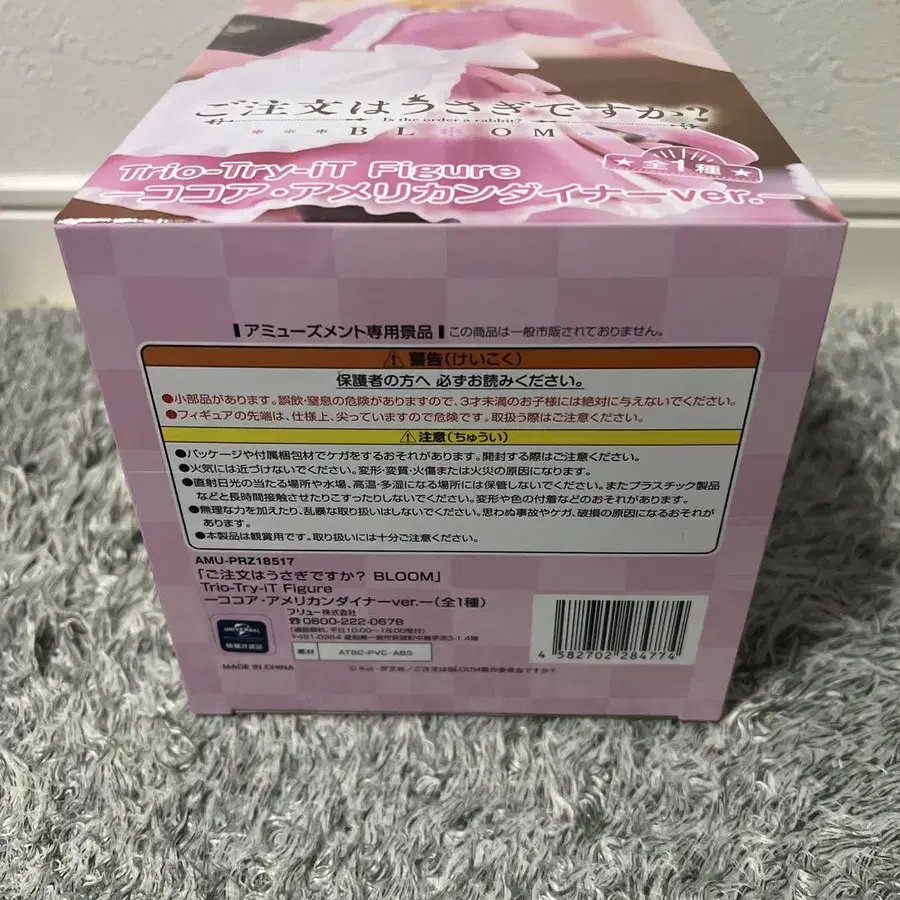 ご注文はうさぎですか?
Is the order a rabbit?
BLOOM
Trio-Try-iT Figure
全1種
ーココア・アメリカンダイナーver.ー
アミューズメント専用景品
この商品は一般市販されておりません。
警告(けいこく)
保護者の方へ 必ずお読みください。
●小部品があります。誤飲・窒息の危険がありますので、3才未満のお子様には絶対に与えないでください。
●フィギュアの先端は、仕様上、尖っていますので危険です。取扱う際はご注意ください。
注意(ちゅうい)
●パッケージや付属梱包材でケガをするおそれがあります。開封する際はご注意ください。
●火気には近づけないでください。変形・変質・火傷または火災の原因になります。
●直射日光の当たる場所や水場、高温・多湿になる場所には保管しないでください。またプラスチック製品
などと長時間接触させたりこすったりしないでください。変形や色の付着などのおそれがあります。
●無理な力を加えたり、乱暴な取り扱いはしないでください。思わぬ事故やケガ、破損の原因になるおそれが
あります。
●本製品は観賞用です。取り扱いには十分ご注意ください。
AMU-PRZ18517
「ご注文はうさぎですか? BLOOM」
Trio-Try-iT Figure
ーココア・アメリカンダイナーver.ー(全1種)
フリュー株式会社
0800-222-0678
(通話無料、平日10:00〜18:00受付)
UNIVERSAL
素材
ATBC-PVC・ABS
MADE IN CHINA
4 582702 284774